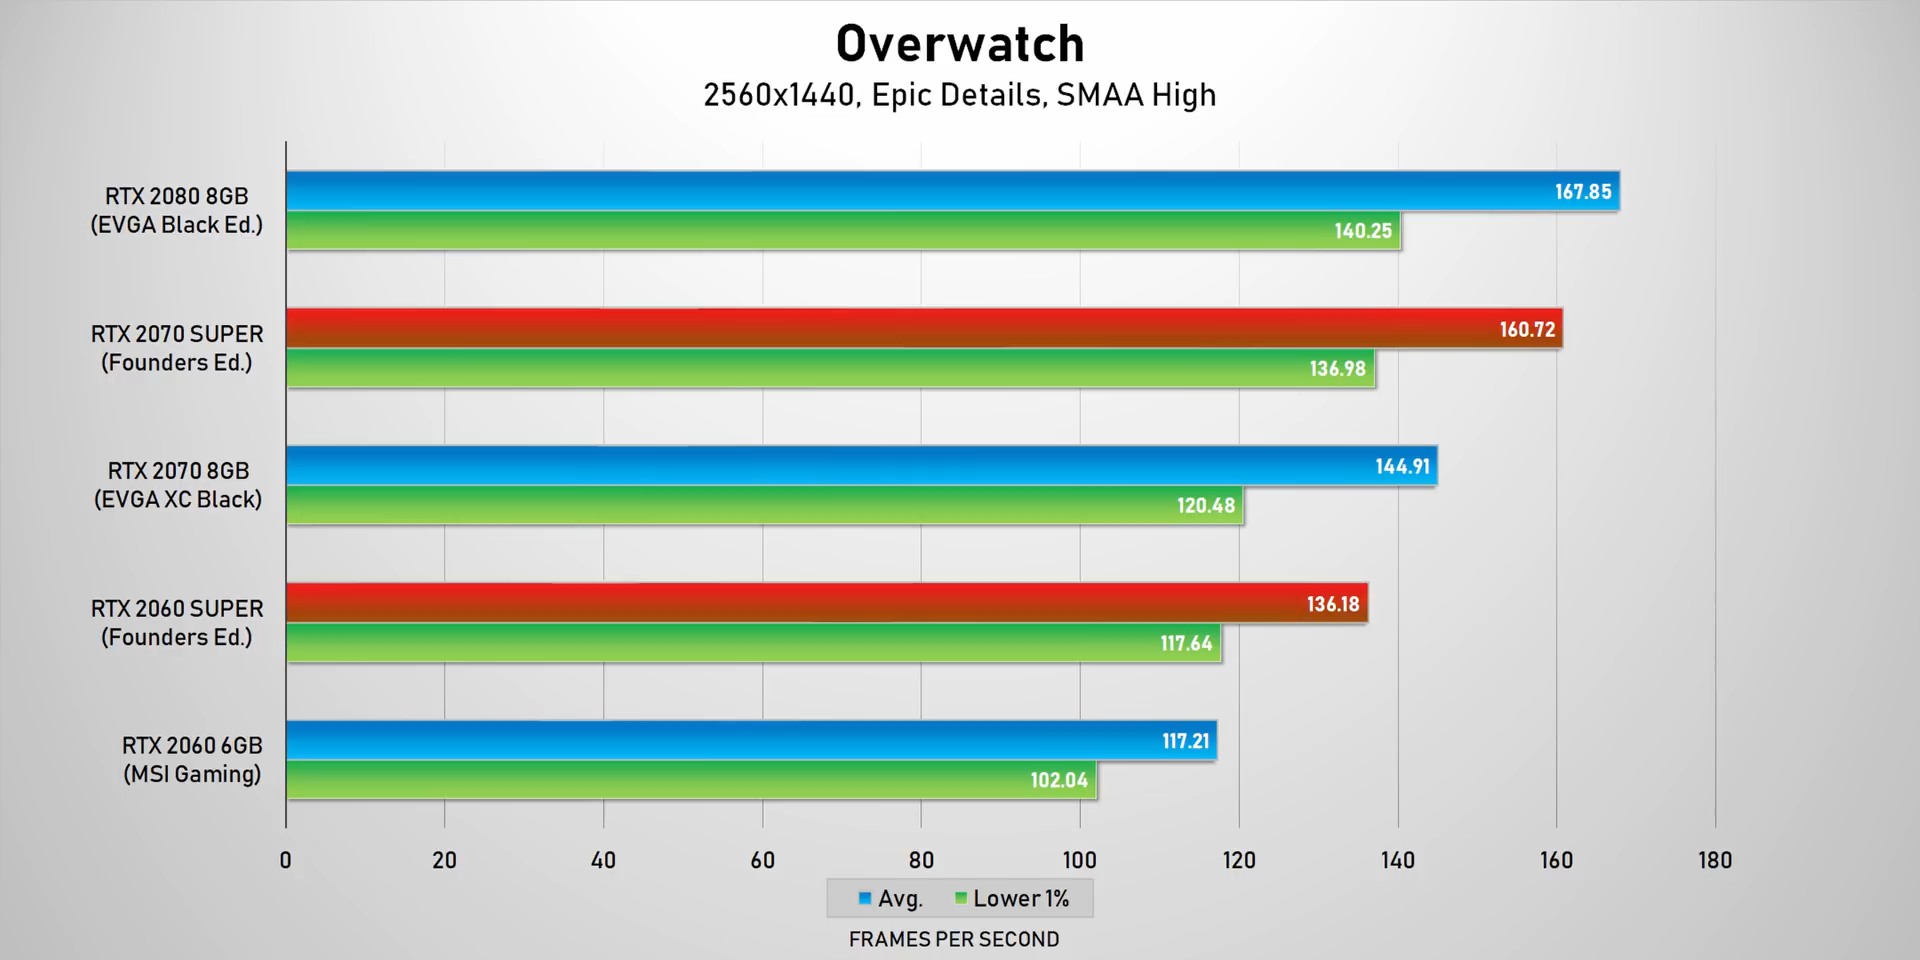 Overwatch
2560x1440, Epic Details, SMAA High
RTX 2080 8GB
(EVGA Black Ed.)
167.85
140.25
RTX 2070 SUPER
(Founders Ed.)
160.72
136.98
RTX 2070 8GB
(EVGA XC Black)
144.91
120.48
RTX 2060 SUPER
(Founders Ed.)
136.18
117.64
RTX 2060 6GB
(MSI Gaming)
117.21
102.04
0 20 40 60 80 100 120 140 160 180
Avg. Lower 1%
FRAMES PER SECOND